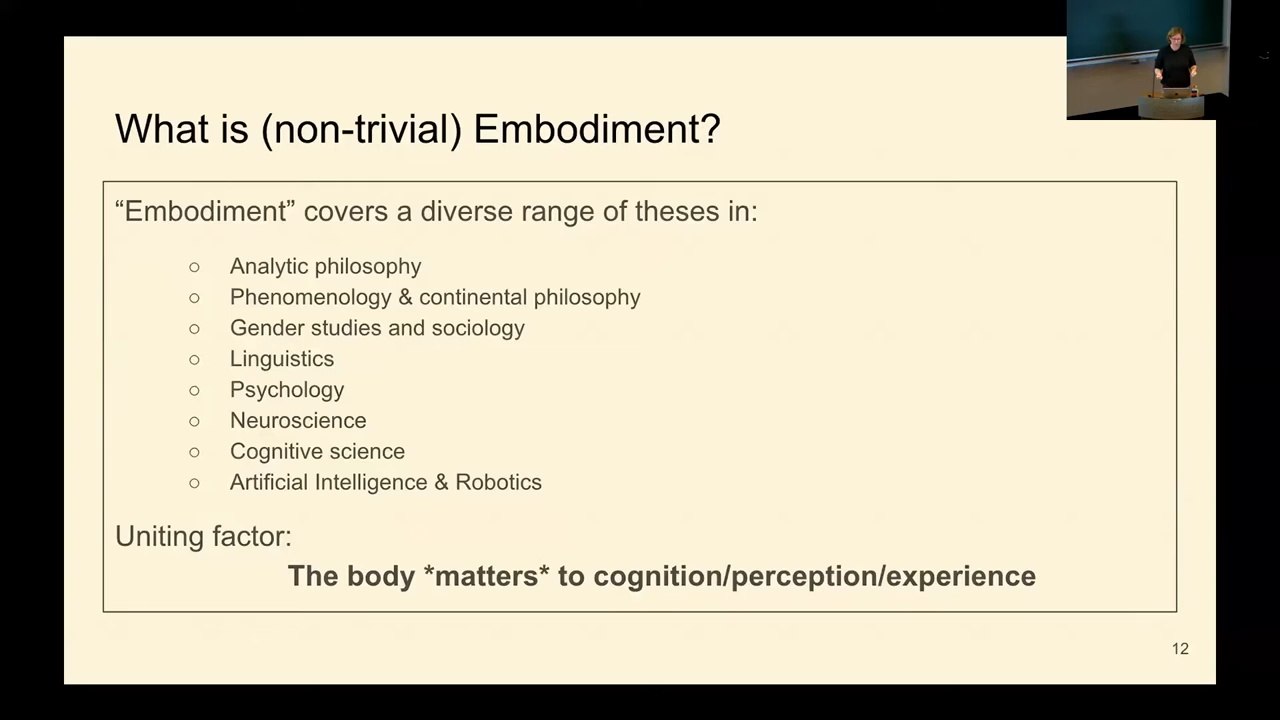 What is (non-trivial) Embodiment?
“Embodiment” covers a diverse range of theses in:
○ Analytic philosophy
○ Phenomenology & continental philosophy
○ Gender studies and sociology
○ Linguistics
○ Psychology
○ Neuroscience
○ Cognitive science
○ Artificial Intelligence & Robotics
Uniting factor:
The body *matters* to cognition/perception/experience
12